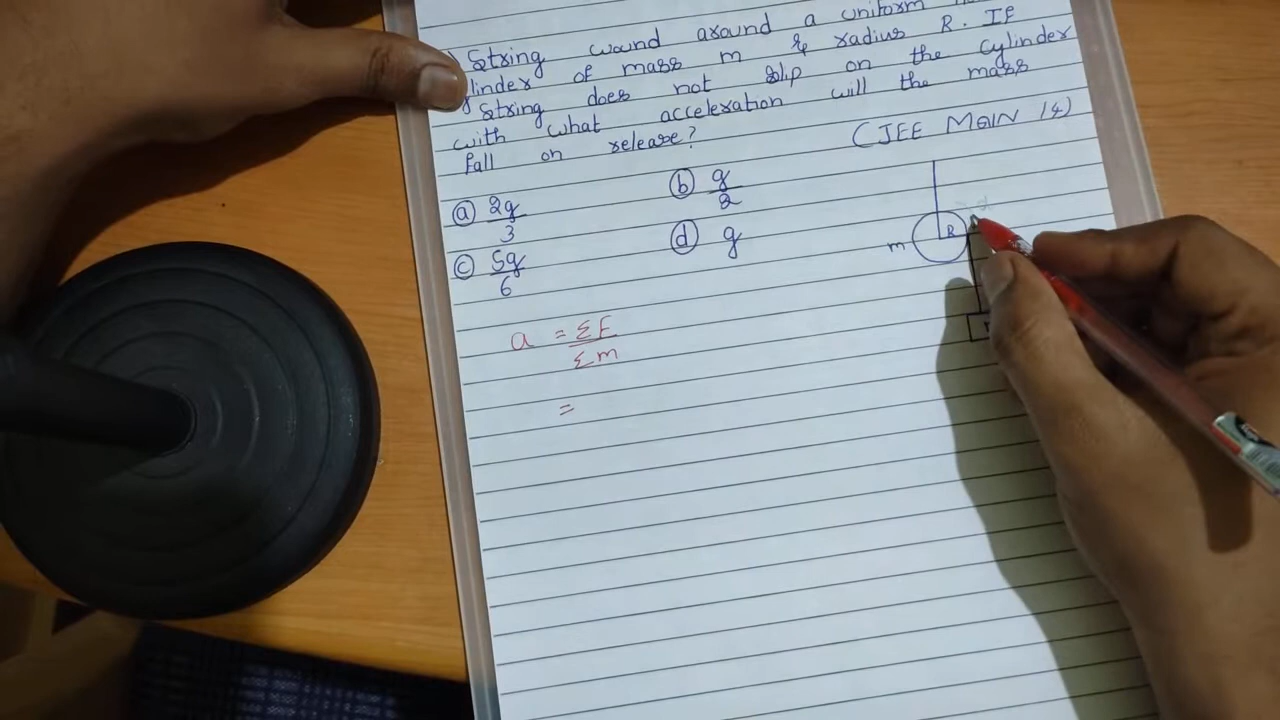 String wound around a uniform
linder of mass m & radius R. If
String does not slip on the cylinder
with what acceleration will the mass
fall on release?
(JEE MAIN 14)
(a) 2g/3 (b) g/2
(c) 5g/6 (d) g
m R
a = ΣF/Σm
=